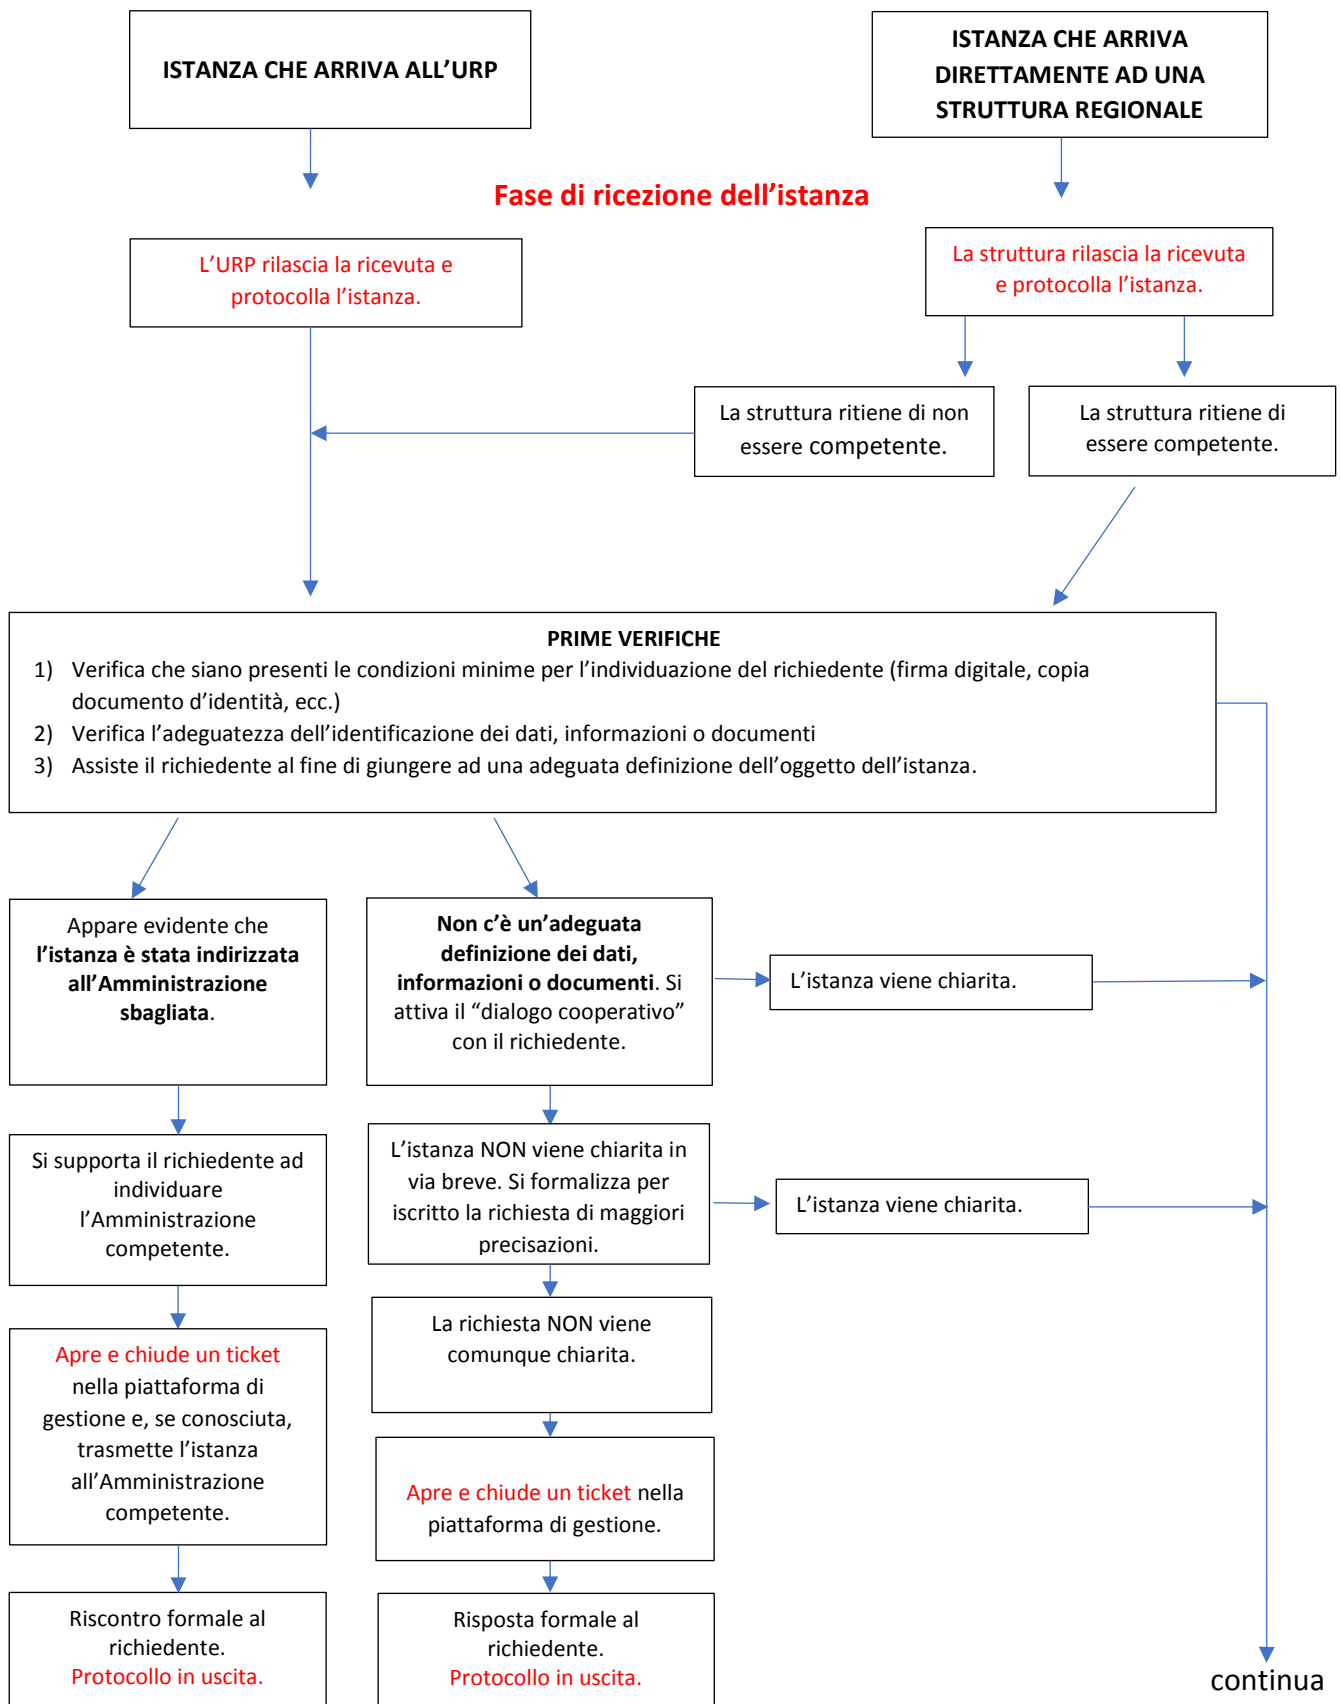 ISTANZA CHE ARRIVA ALL’URP
ISTANZA CHE ARRIVA
DIRETTAMENTE AD UNA
STRUTTURA REGIONALE
Fase di ricezione dell’istanza
L’URP rilascia la ricevuta e
protocolla l’istanza.
La struttura rilascia la ricevuta
e protocolla l’istanza.
La struttura ritiene di non
essere competente.
La struttura ritiene di
essere competente.
PRIME VERIFICHE
1) Verifica che siano presenti le condizioni minime per l’individuazione del richiedente (firma digitale, copia
documento d’identità, ecc.)
2) Verifica l’adeguatezza dell’identificazione dei dati, informazioni o documenti
3) Assiste il richiedente al fine di giungere ad una adeguata definizione dell’oggetto dell’istanza.
Appare evidente che
l’istanza è stata indirizzata
all’Amministrazione
sbagliata.
Non c’è un’adeguata
definizione dei dati,
informazioni o documenti. Si
attiva il “dialogo cooperativo”
con il richiedente.
L’istanza viene chiarita.
Si supporta il richiedente ad
individuare
l’Amministrazione
competente.
L’istanza NON viene chiarita in
via breve. Si formalizza per
iscritto la richiesta di maggiori
precisazioni.
L’istanza viene chiarita.
La richiesta NON viene
comunque chiarita.
Apre e chiude un ticket
nella piattaforma di
gestione e, se conosciuta,
trasmette l’istanza
all’Amministrazione
competente.
Apre e chiude un ticket nella
piattaforma di gestione.
Riscontro formale al
richiedente.
Protocollo in uscita.
Risposta formale al
richiedente.
Protocollo in uscita.
continua